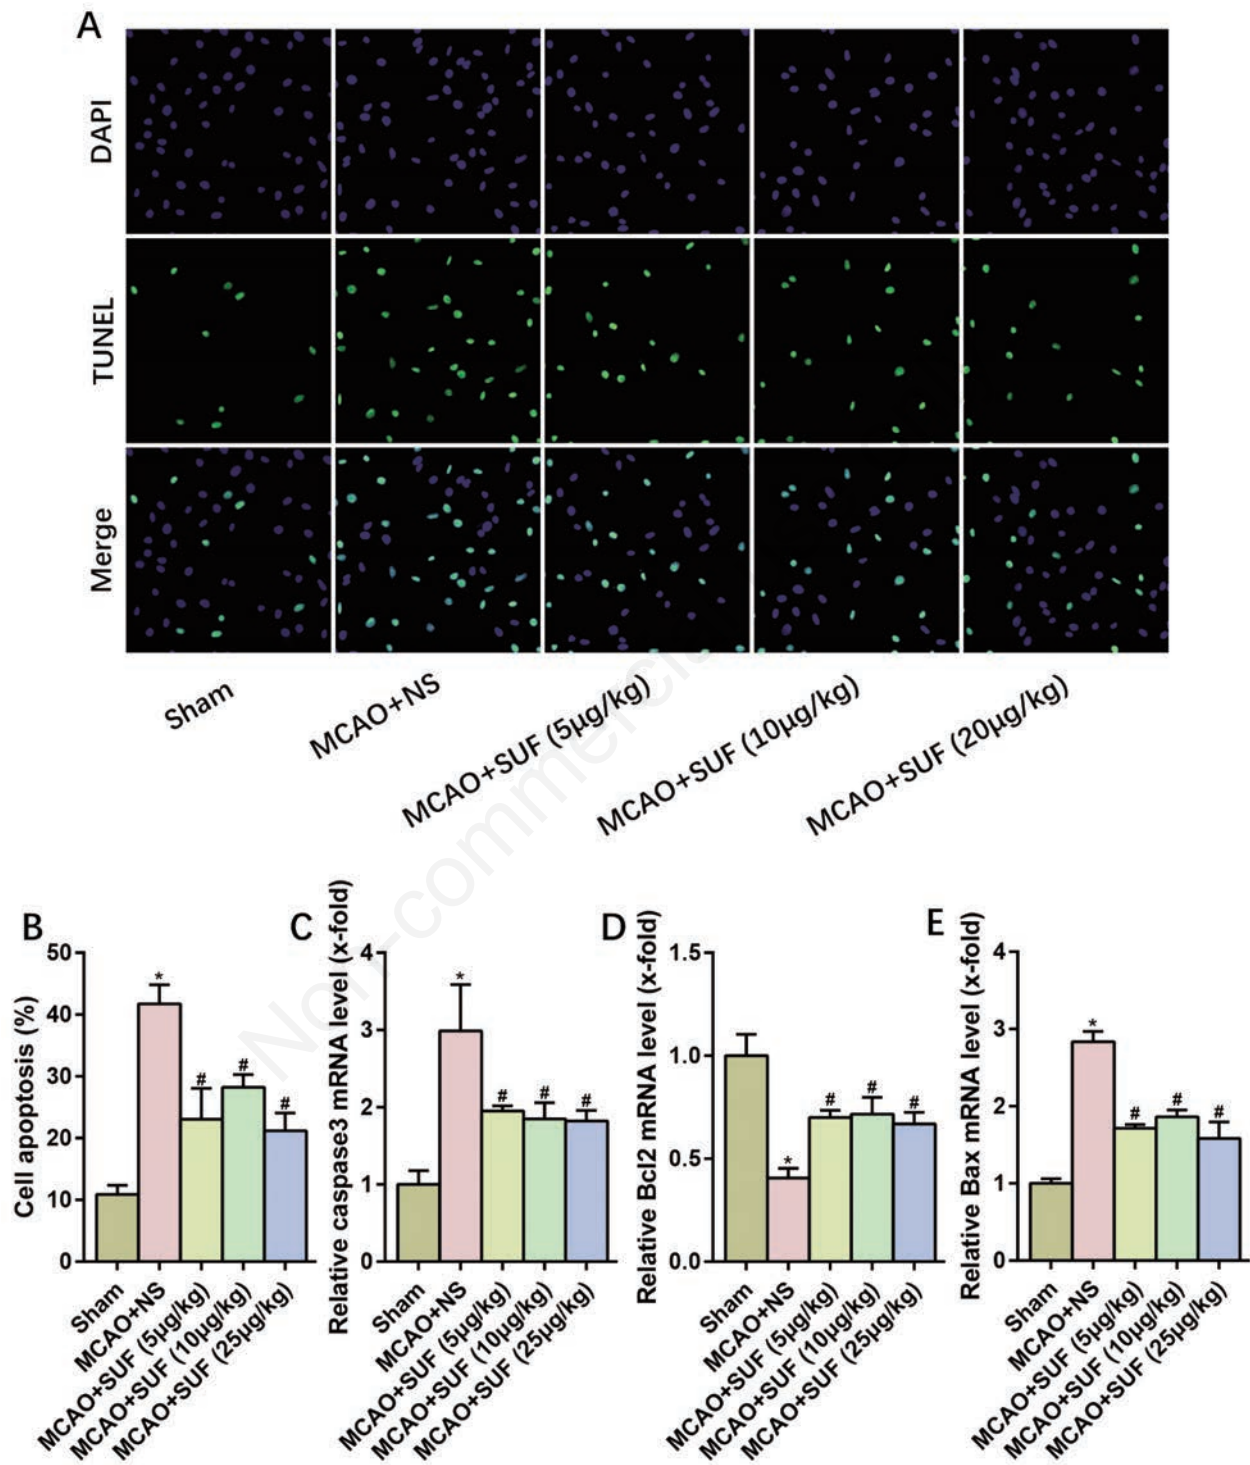 A
DAPI
TUNEL
Merge
Sham
MCAO+NS
MCAO+SUF (5μg/kg)
MCAO+SUF (10μg/kg)
MCAO+SUF (20μg/kg)
Non-commercial
B
Cell apoptosis (%)
50
40
30
20
10
0
*
#
#
#
Sham
MCAO+NS
MCAO+SUF (5μg/kg)
MCAO+SUF (10μg/kg)
MCAO+SUF (25μg/kg)
C
Relative caspase3 mRNA level (x-fold)
4
3
2
1
0
*
#
#
#
Sham
MCAO+NS
MCAO+SUF (5μg/kg)
MCAO+SUF (10μg/kg)
MCAO+SUF (25μg/kg)
D
Relative Bcl2 mRNA level (x-fold)
1.5
1.0
0.5
0.0
*
#
#
#
Sham
MCAO+NS
MCAO+SUF (5μg/kg)
MCAO+SUF (10μg/kg)
MCAO+SUF (25μg/kg)
E
Relative Bax mRNA level (x-fold)
4
3
2
1
0
*
#
#
#
Sham
MCAO+NS
MCAO+SUF (5μg/kg)
MCAO+SUF (10μg/kg)
MCAO+SUF (25μg/kg)